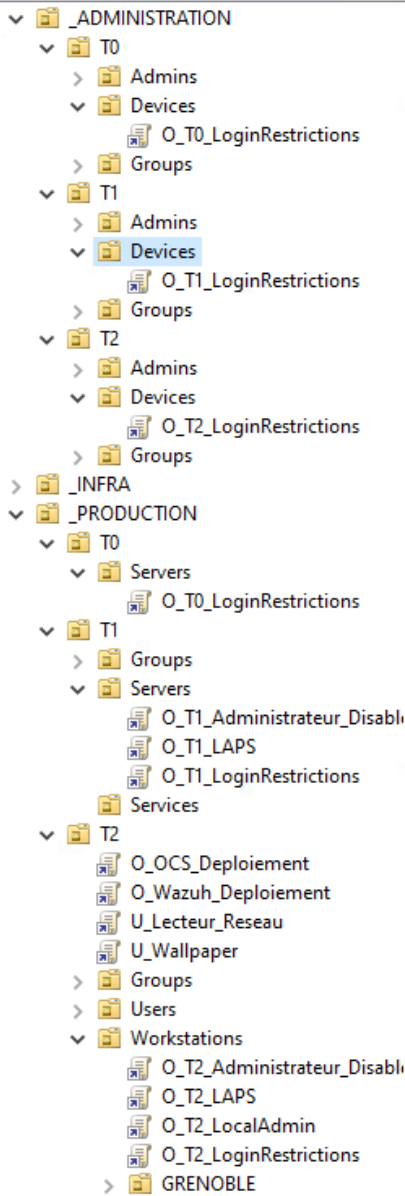 _ADMINISTRATION
T0
Admins
Devices
O_T0_LoginRestrictions
Groups
T1
Admins
Devices
O_T1_LoginRestrictions
Groups
T2
Admins
Devices
O_T2_LoginRestrictions
Groups
_INFRA
_PRODUCTION
T0
Servers
O_T0_LoginRestrictions
T1
Groups
Servers
O_T1_Administrateur_Disabl
O_T1_LAPS
O_T1_LoginRestrictions
Services
T2
O_OCS_Deploiement
O_Wazuh_Deploiement
U_Lecteur_Reseau
U_Wallpaper
Groups
Users
Workstations
O_T2_Administrateur_Disabl
O_T2_LAPS
O_T2_LocalAdmin
O_T2_LoginRestrictions
GRENOBLE